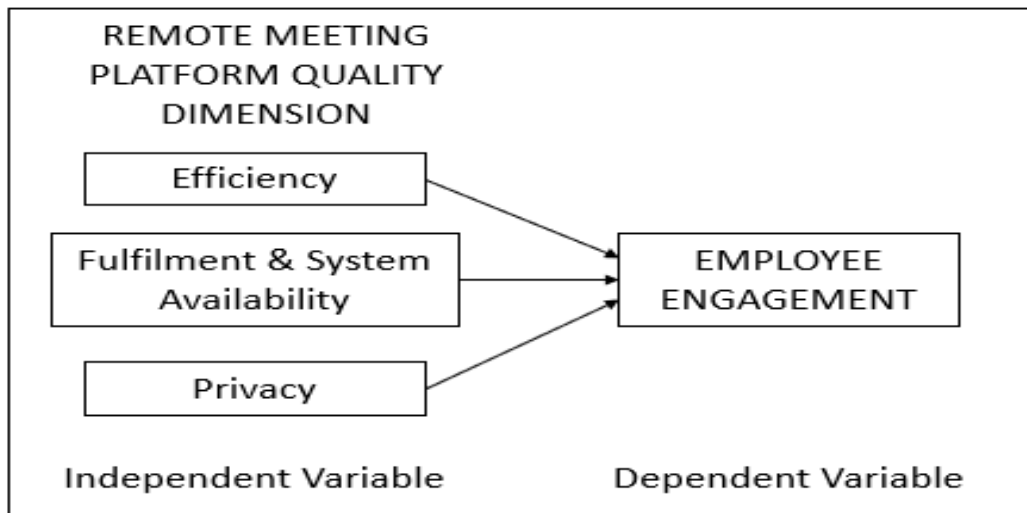 REMOTE MEETING
PLATFORM QUALITY
DIMENSION
Efficiency
Fulfilment & System
Availability
Privacy
EMPLOYEE
ENGAGEMENT
Independent Variable
Dependent Variable